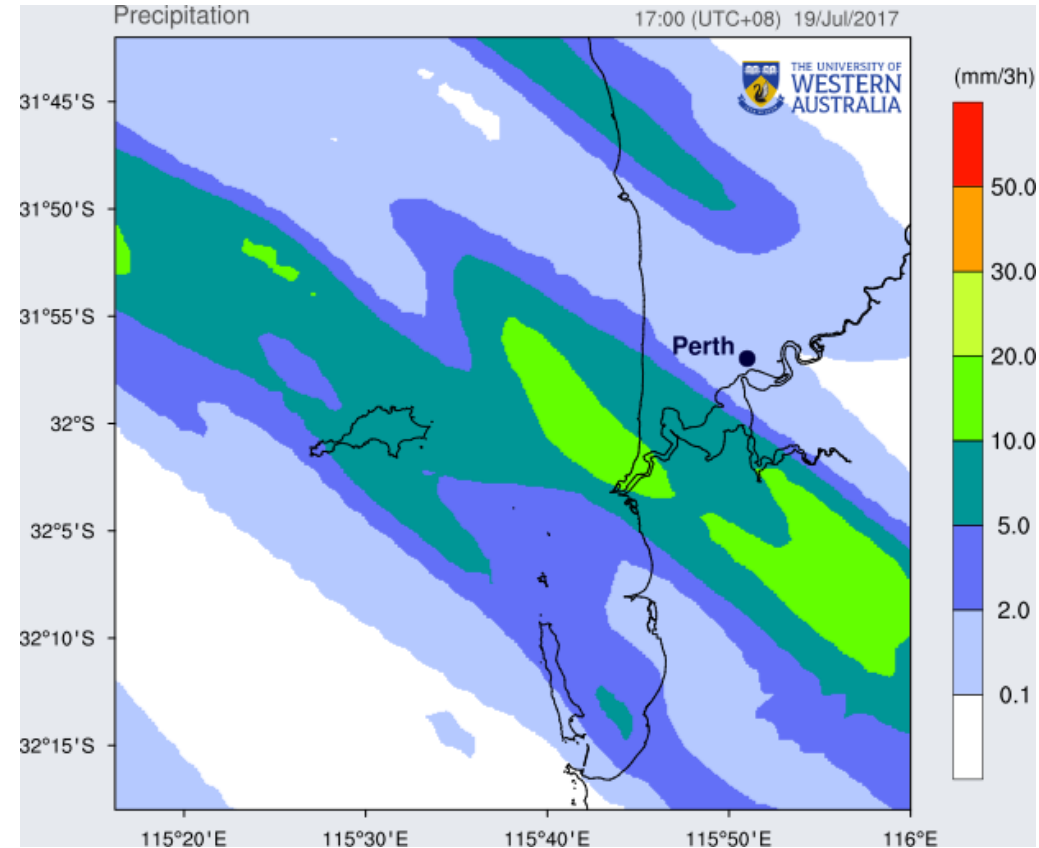 Precipitation
17:00 (UTC+08) 19/Jul/2017
THE UNIVERSITY OF
WESTERN
AUSTRALIA
(mm/3h)
50.0
30.0
20.0
10.0
5.0
2.0
0.1
Perth
31°45'S
31°50'S
31°55'S
32°S
32°5'S
32°10'S
32°15'S
115°20'E
115°30'E
115°40'E
115°50'E
116°E